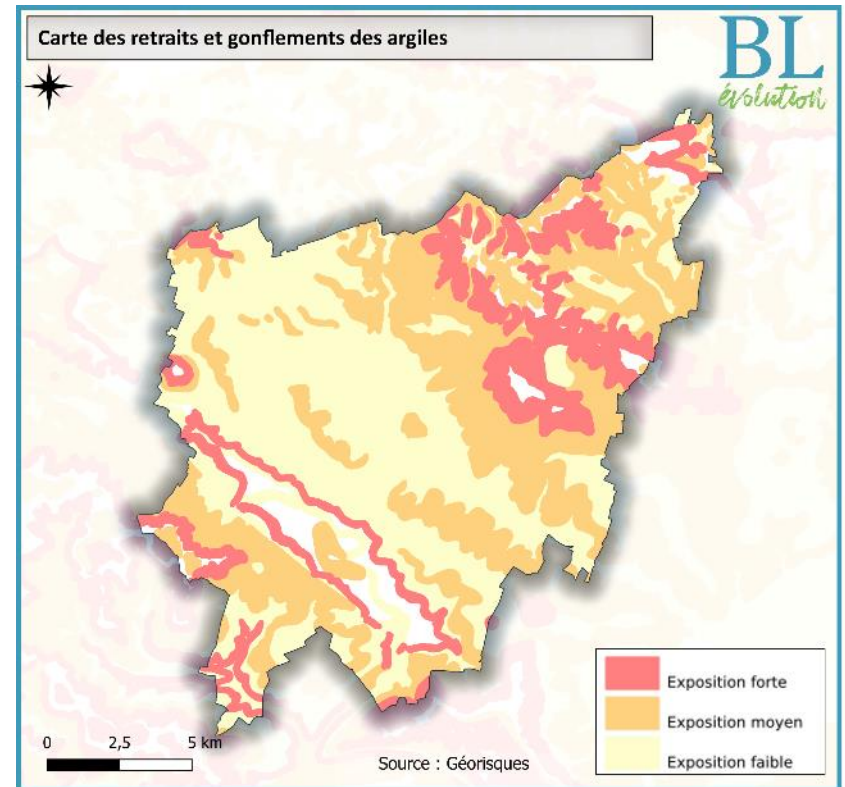 Carte des retraits et gonflements des argiles
BL
évolution
Exposition forte
Exposition moyen
Exposition faible
0 2,5 5 km
Source : Géorisques